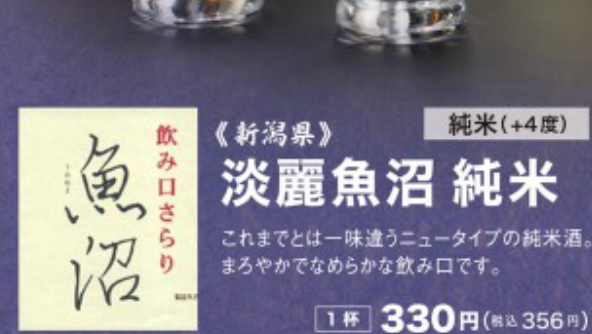 飲み口さらり
魚沼
《新潟県》
純米(+4度)
淡麗魚沼 純米
これまでとは一味違うニュータイプの純米酒。
まろやかでなめらかな飲み口です。
1杯 330円(税込356円)